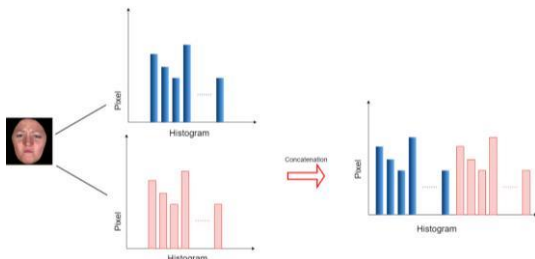 Pixel
Histogram
Pixel
Histogram
Concatenation
Pixel
Histogram